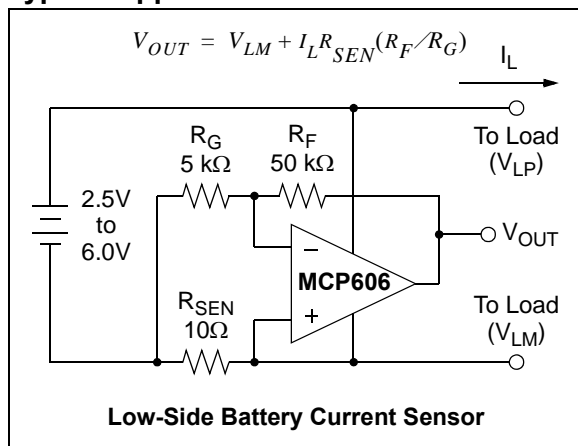 V_OUT = V_LM + I_L R_SEN (R_F/R_G)
I_L
R_G
5 kΩ
R_F
50 kΩ
To Load
(V_LP)
2.5V
to
6.0V
−
MCP606
+
V_OUT
R_SEN
10Ω
To Load
(V_LM)
Low-Side Battery Current Sensor